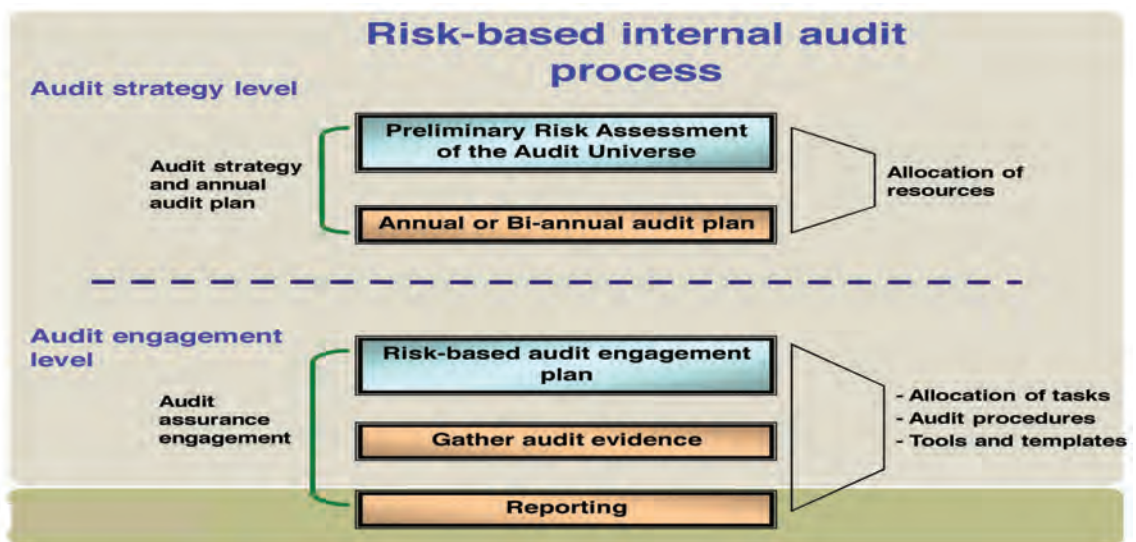 Risk-based internal audit
process
Audit strategy level
Preliminary Risk Assessment
of the Audit Universe
Audit strategy
and annual
audit plan
Allocation of
resources
Annual or Bi-annual audit plan
Audit engagement
level
Risk-based audit engagement
plan
Audit
assurance
engagement
Gather audit evidence
- Allocation of tasks
- Audit procedures
- Tools and templates
Reporting